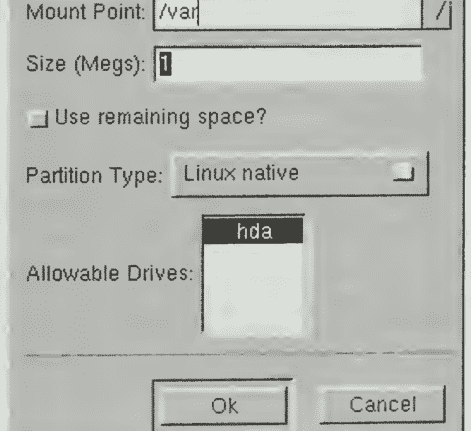 Mount Point: /var
Size (Megs): 1
Use remaining space?
Partition Type: Linux native
hda
Allowable Drives:
Ok Cancel